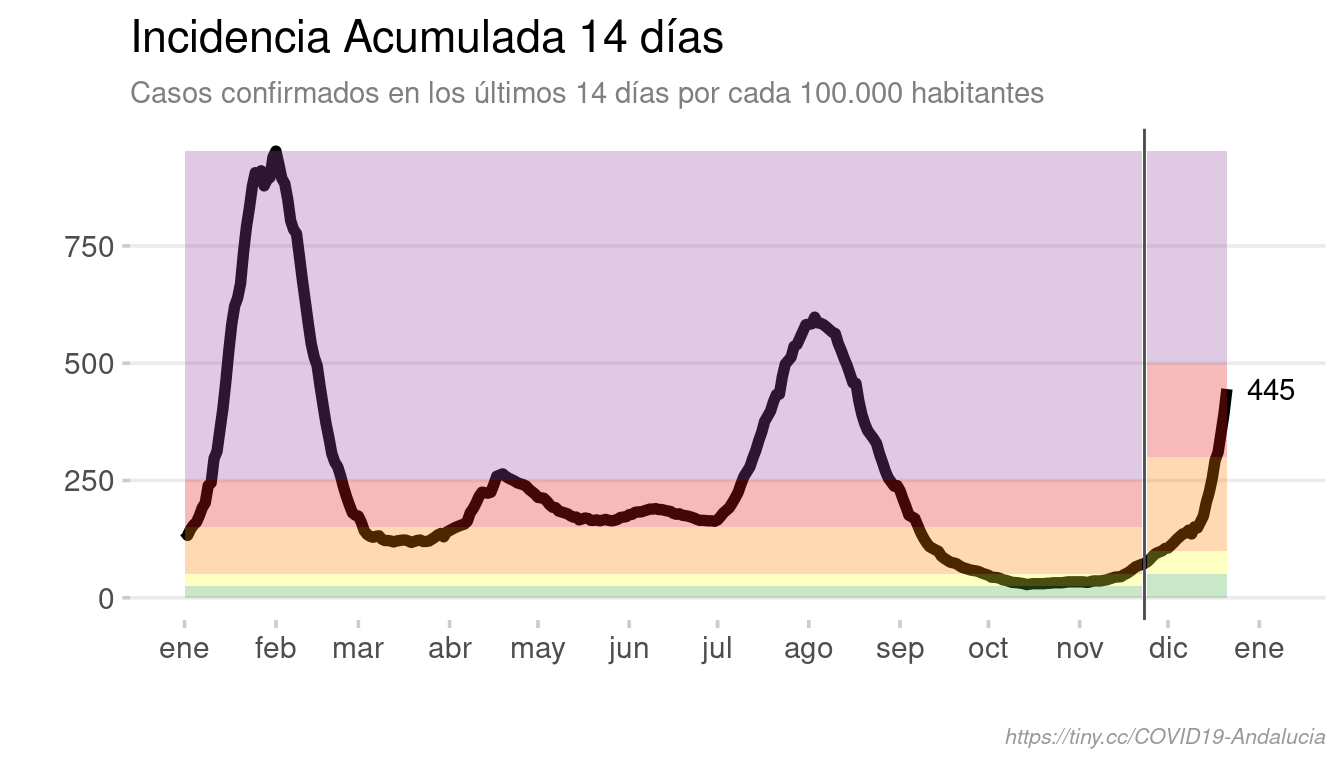 Incidencia Acumulada 14 días
Casos confirmados en los últimos 14 días por cada 100.000 habitantes
750
500
445
250
0
ene feb mar abr may jun jul ago sep oct nov dic ene
https://tiny.cc/COVID19-Andalucia